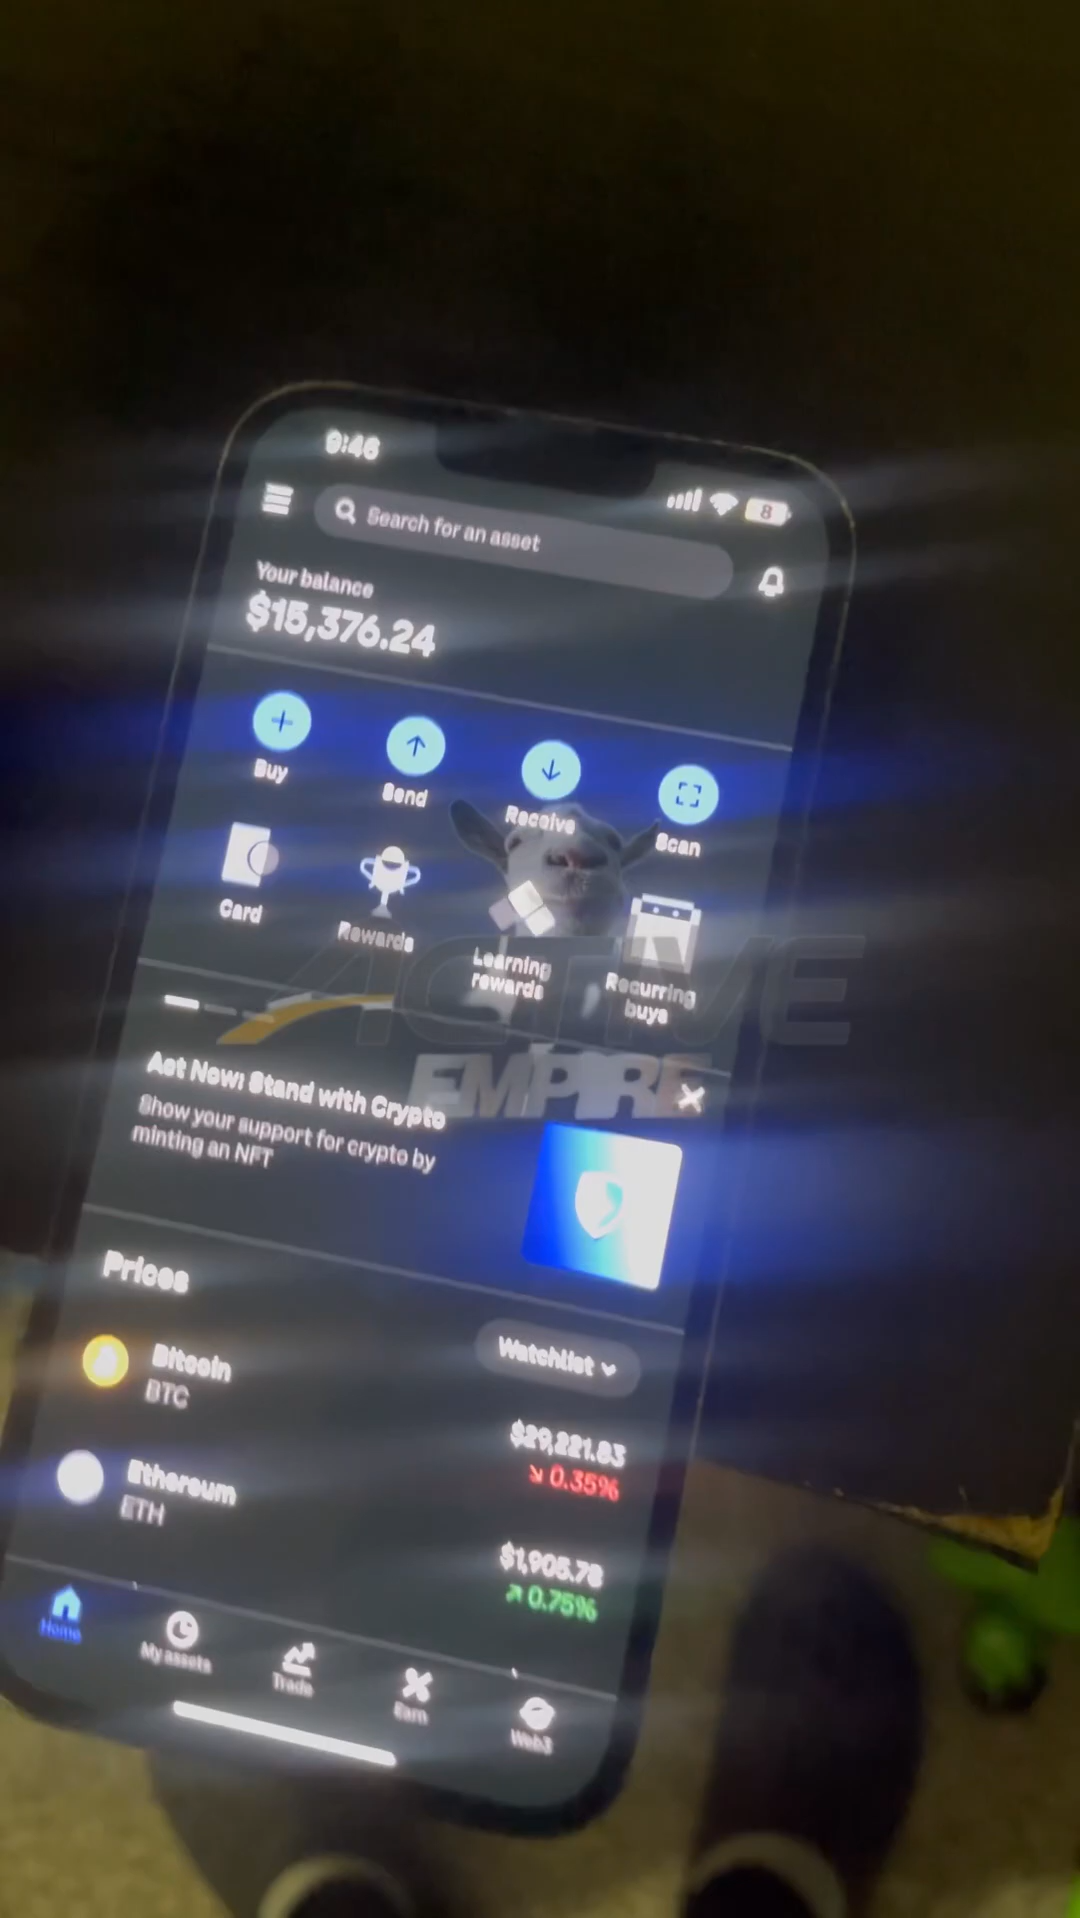 9:46
8
Search for an asset
Your balance
$15,376.24
Buy
Send
Receive
Scan
Card
Rewards
Learning
rewards
Recurring
buys
ACTIVE
EMPIRE
Act Now: Stand with Crypto
Show your support for crypto by
minting an NFT
Prices
Watchlist
Bitcoin
BTC
$29,221.83
↘ 0.35%
Ethereum
ETH
$1,905.78
↗ 0.75%
Home
My assets
Trade
Earn
Web3